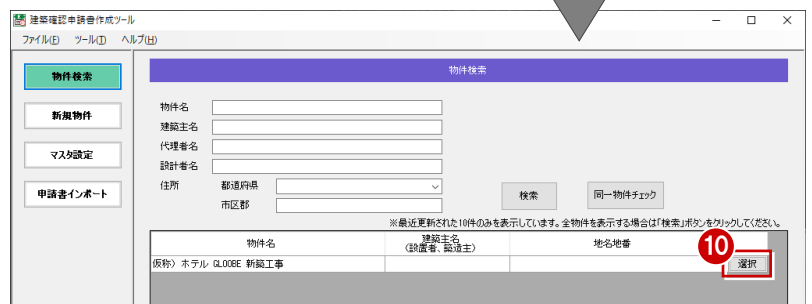 建築確認申請書作成ツール
ファイル(F) ツール(T) ヘルプ(H)
物件検索
新規物件
マスタ設定
申請書インポート
物件検索
物件名
建築主名
代理者名
設計者名
住所 都道府県
市区郡
検索 同一物件チェック
※最近更新された10件のみを表示しています。全物件を表示する場合は「検索」ボタンをクリックしてください。
物件名 建築主名 地名地番
(設置者、築造主)
仮称) ホテル GLOOBE 新築工事 選択
10